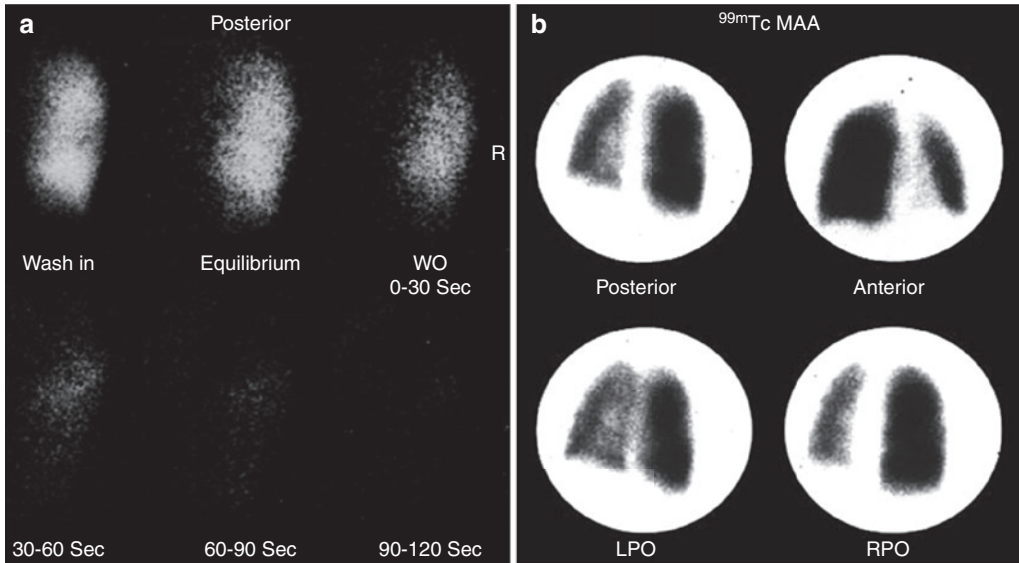 a
Posterior
R
Wash in
Equilibrium
WO
0-30 Sec
30-60 Sec
60-90 Sec
90-120 Sec
b
99mTc MAA
Posterior
Anterior
LPO
RPO